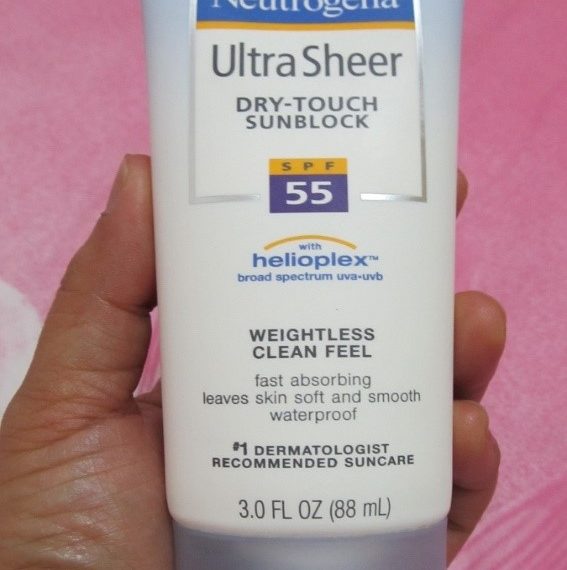 Neutrogena
Ultra Sheer
DRY-TOUCH
SUNBLOCK
SPF
55
with
helioplex™
broad spectrum uva-uvb
WEIGHTLESS
CLEAN FEEL
fast absorbing
leaves skin soft and smooth
waterproof
#1 DERMATOLOGIST
RECOMMENDED SUNCARE
3.0 FL OZ (88 mL)